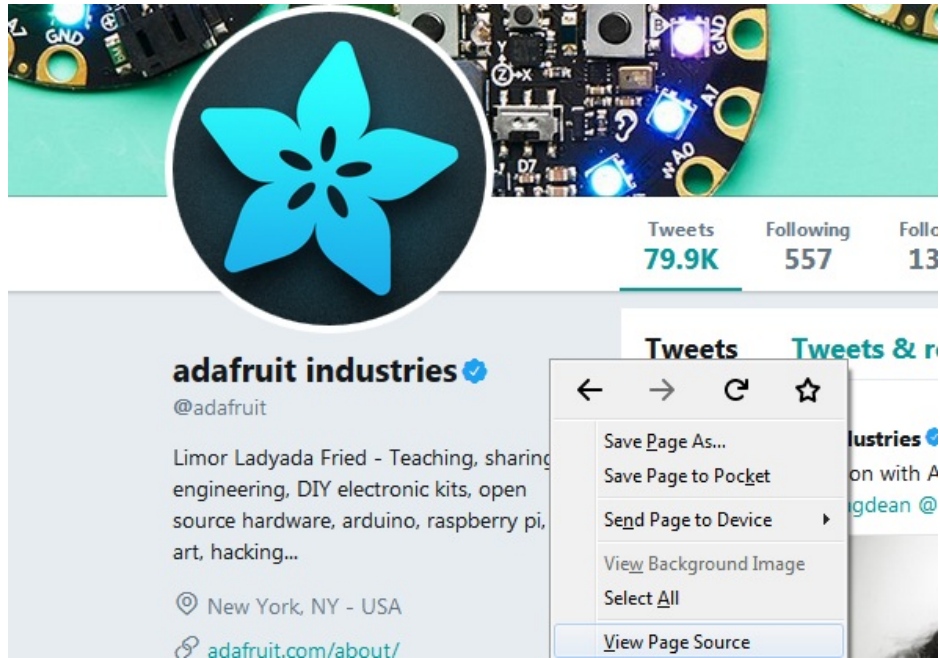 GND
Y
Z X
B
GND
A1
D7
A0
Tweets Following
79.9K 557 13
Tweets Tweets & r
adafruit industries
@adafruit
lustries
on with A
gdean @
Limor Ladyada Fried - Teaching, sharing
engineering, DIY electronic kits, open
source hardware, arduino, raspberry pi,
art, hacking...
New York, NY - USA
adafruit.com/about/
Save Page As...
Save Page to Pocket
Send Page to Device
View Background Image
Select All
View Page Source